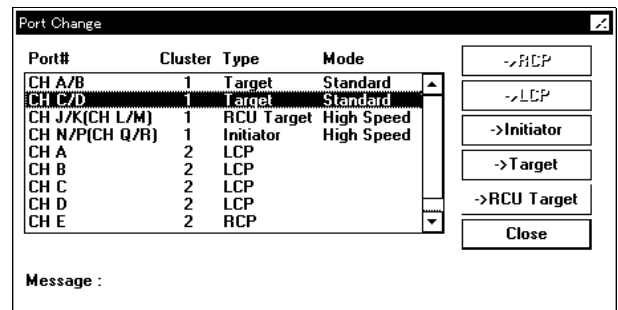 Port Change
Port# Cluster Type Mode
CH A/B 1 Target Standard
CH C/D 1 Target Standard
CH J/K(CH L/M) 1 RCU Target High Speed
CH N/P(CH Q/R) 1 Initiator High Speed
CH A 2 LCP
CH B 2 LCP
CH C 2 LCP
CH D 2 LCP
CH E 2 RCP
->RCP
->LCP
->Initiator
->Target
->RCU Target
Close
Message :